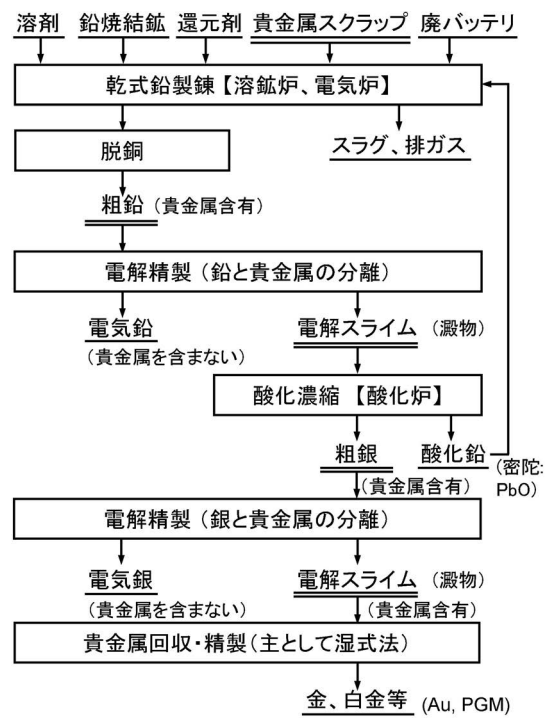 溶剤 鉛焼結鉱 還元剤 貴金属スクラップ 廃バッテリ
乾式鉛製錬【溶鉱炉、電気炉】
脱銅
スラグ、排ガス
粗鉛(貴金属含有)
電解精製(鉛と貴金属の分離)
電気鉛
(貴金属を含まない)
電解スライム (澱物)
酸化濃縮【酸化炉】
粗銀
(貴金属含有)
酸化鉛
(密陀:
PbO)
電解精製(銀と貴金属の分離)
電気銀
(貴金属を含まない)
電解スライム (澱物)
(貴金属含有)
貴金属回収・精製(主として湿式法)
金、白金等 (Au, PGM)